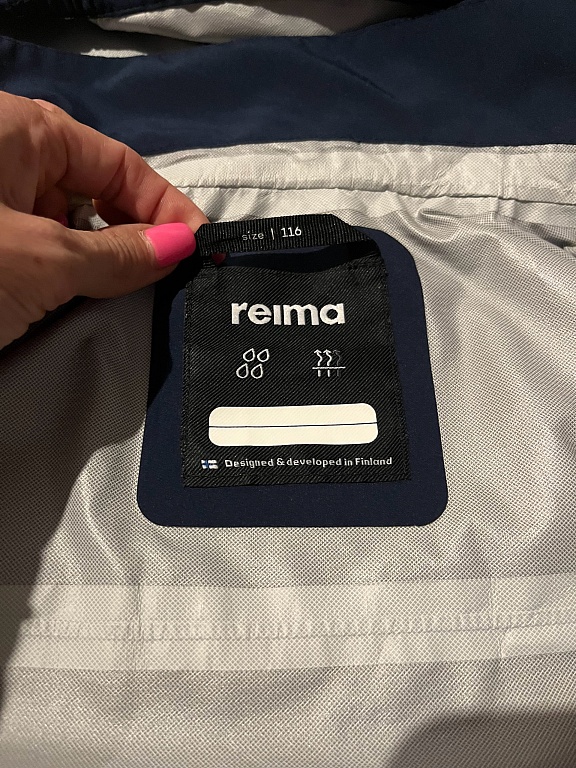 size | 116
reima
Designed & developed in Finland